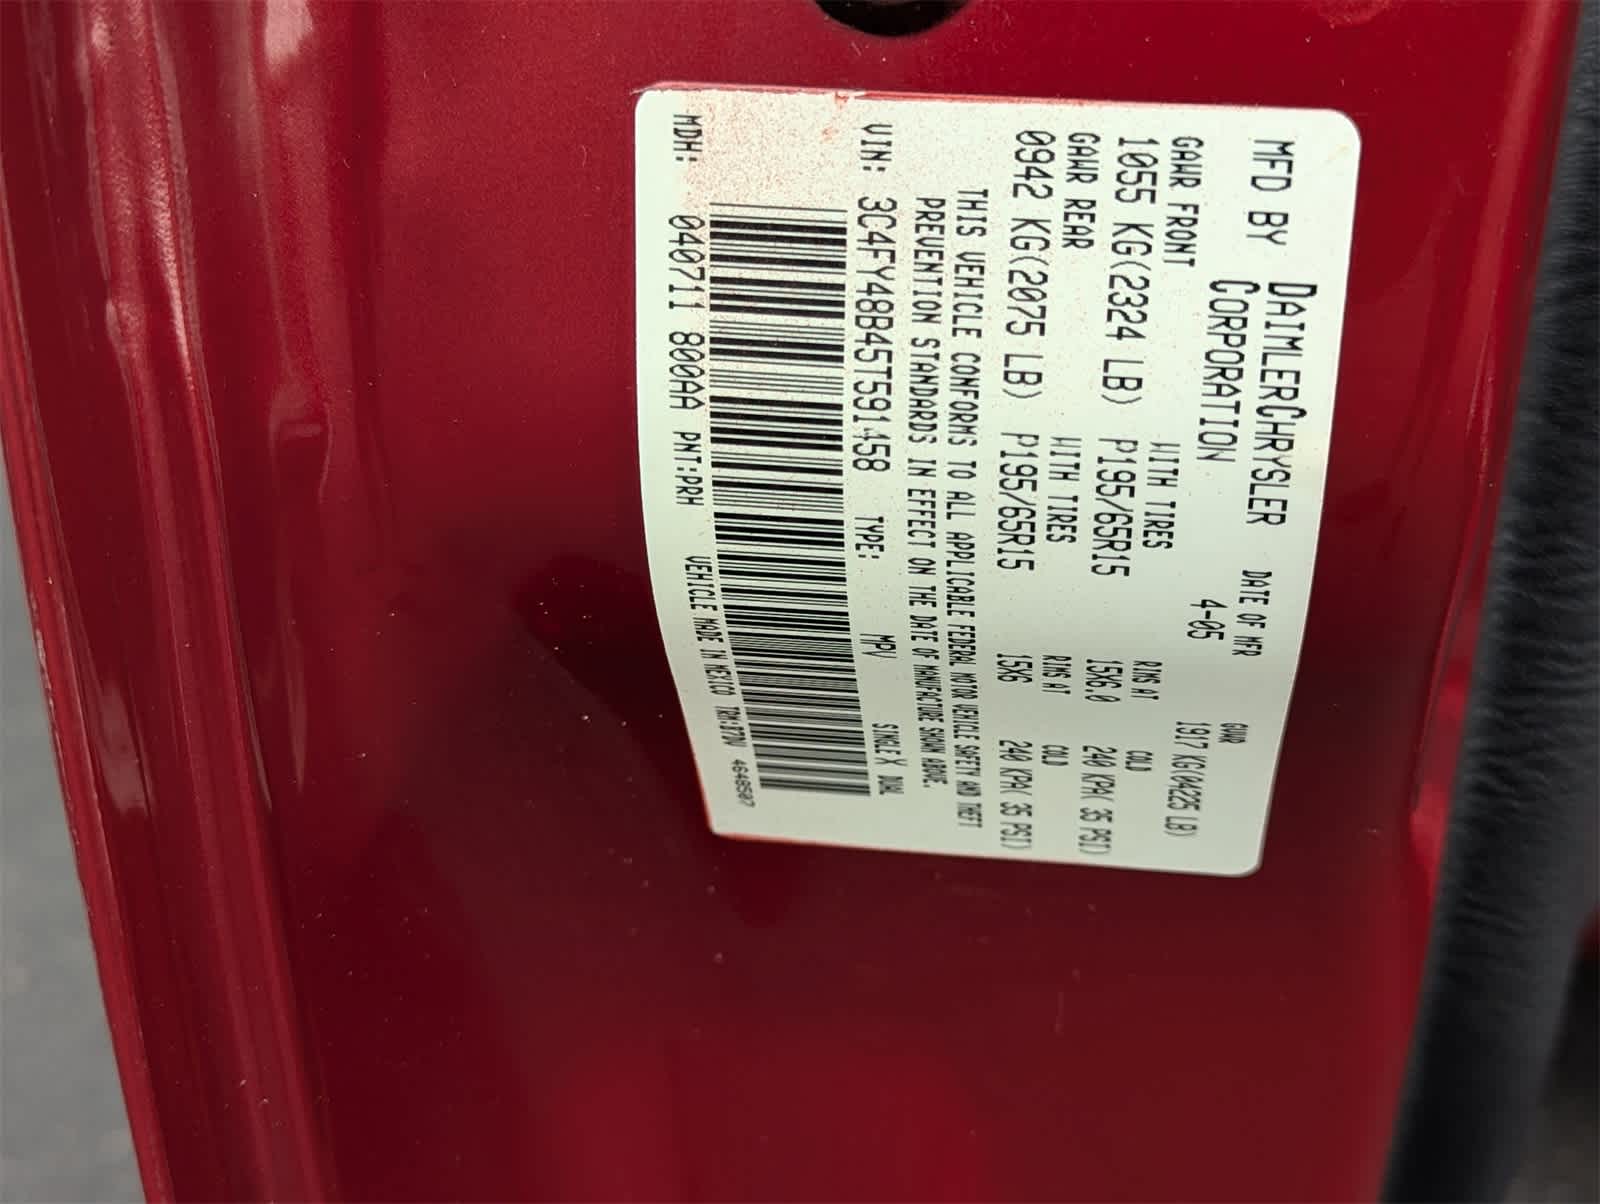 MFD BY DAIMLERCHRYSLER CORPORATION DATE OF MFR 4-05 GVWR 1917 KG(04225 LB)
GAWR FRONT WITH TIRES RIMS AT COLD
1055 KG(2324 LB) P195/65R15 15X6.0 240 KPA( 35 PSI)
GAWR REAR WITH TIRES RIMS AT COLD
0942 KG(2075 LB) P195/65R15 15X6 240 KPA( 35 PSI)
THIS VEHICLE CONFORMS TO ALL APPLICABLE FEDERAL MOTOR VEHICLE SAFETY AND THEFT
PREVENTION STANDARDS IN EFFECT ON THE DATE OF MANUFACTURE SHOWN ABOVE.
VIN: 3C4FY48B45T591458 TYPE: MPV SINGLE X DUAL
MDH: 040711 800AA PNT:PRH VEHICLE MADE IN MEXICO 4648507